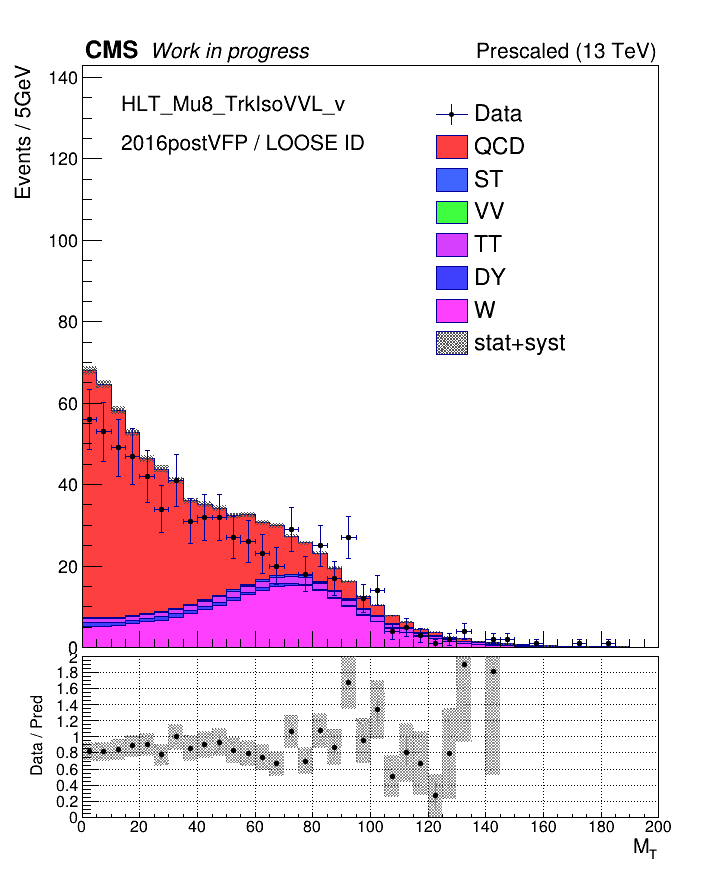 CMS Work in progress Prescaled (13 TeV)
Events / 5GeV
140
120
100
80
60
40
20
0
HLT_Mu8_TrkIsoVVL_v
2016postVFP / LOOSE ID
Data
QCD
ST
VV
TT
DY
W
stat+syst
Data / Pred
2
1.8
1.6
1.4
1.2
1
0.8
0.6
0.4
0.2
0
0 20 40 60 80 100 120 140 160 180 200
M_T